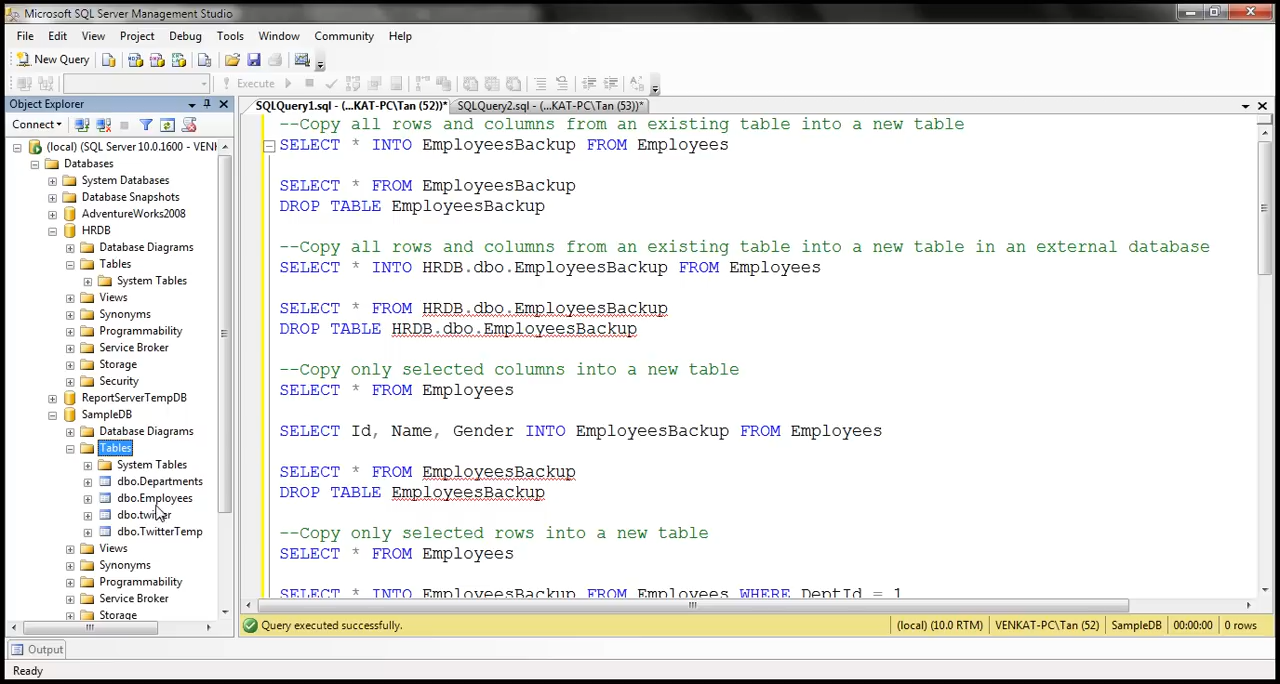 Microsoft SQL Server Management Studio
File Edit View Project Debug Tools Window Community Help
New Query
Execute
Object Explorer
SQLQuery1.sql - (...KAT-PC\Tan (52))* SQLQuery2.sql - (...KAT-PC\Tan (53))*
Connect
(local) (SQL Server 10.0.1600 - VENI
Databases
System Databases
Database Snapshots
AdventureWorks2008
HRDB
Database Diagrams
Tables
System Tables
Views
Synonyms
Programmability
Service Broker
Storage
Security
ReportServerTempDB
SampleDB
Database Diagrams
Tables
System Tables
dbo.Departments
dbo.Employees
dbo.twitter
dbo.TwitterTemp
Views
Synonyms
Programmability
Service Broker
Storage
--Copy all rows and columns from an existing table into a new table
SELECT * INTO EmployeesBackup FROM Employees
SELECT * FROM EmployeesBackup
DROP TABLE EmployeesBackup
--Copy all rows and columns from an existing table into a new table in an external database
SELECT * INTO HRDB.dbo.EmployeesBackup FROM Employees
SELECT * FROM HRDB.dbo.EmployeesBackup
DROP TABLE HRDB.dbo.EmployeesBackup
--Copy only selected columns into a new table
SELECT * FROM Employees
SELECT Id, Name, Gender INTO EmployeesBackup FROM Employees
SELECT * FROM EmployeesBackup
DROP TABLE EmployeesBackup
--Copy only selected rows into a new table
SELECT * FROM Employees
SELECT * INTO EmployeesBackup FROM Employees WHERE DeptId = 1
Query executed successfully. (local) (10.0 RTM) VENKAT-PC\Tan (52) SampleDB 00:00:00 0 rows
Output
Ready